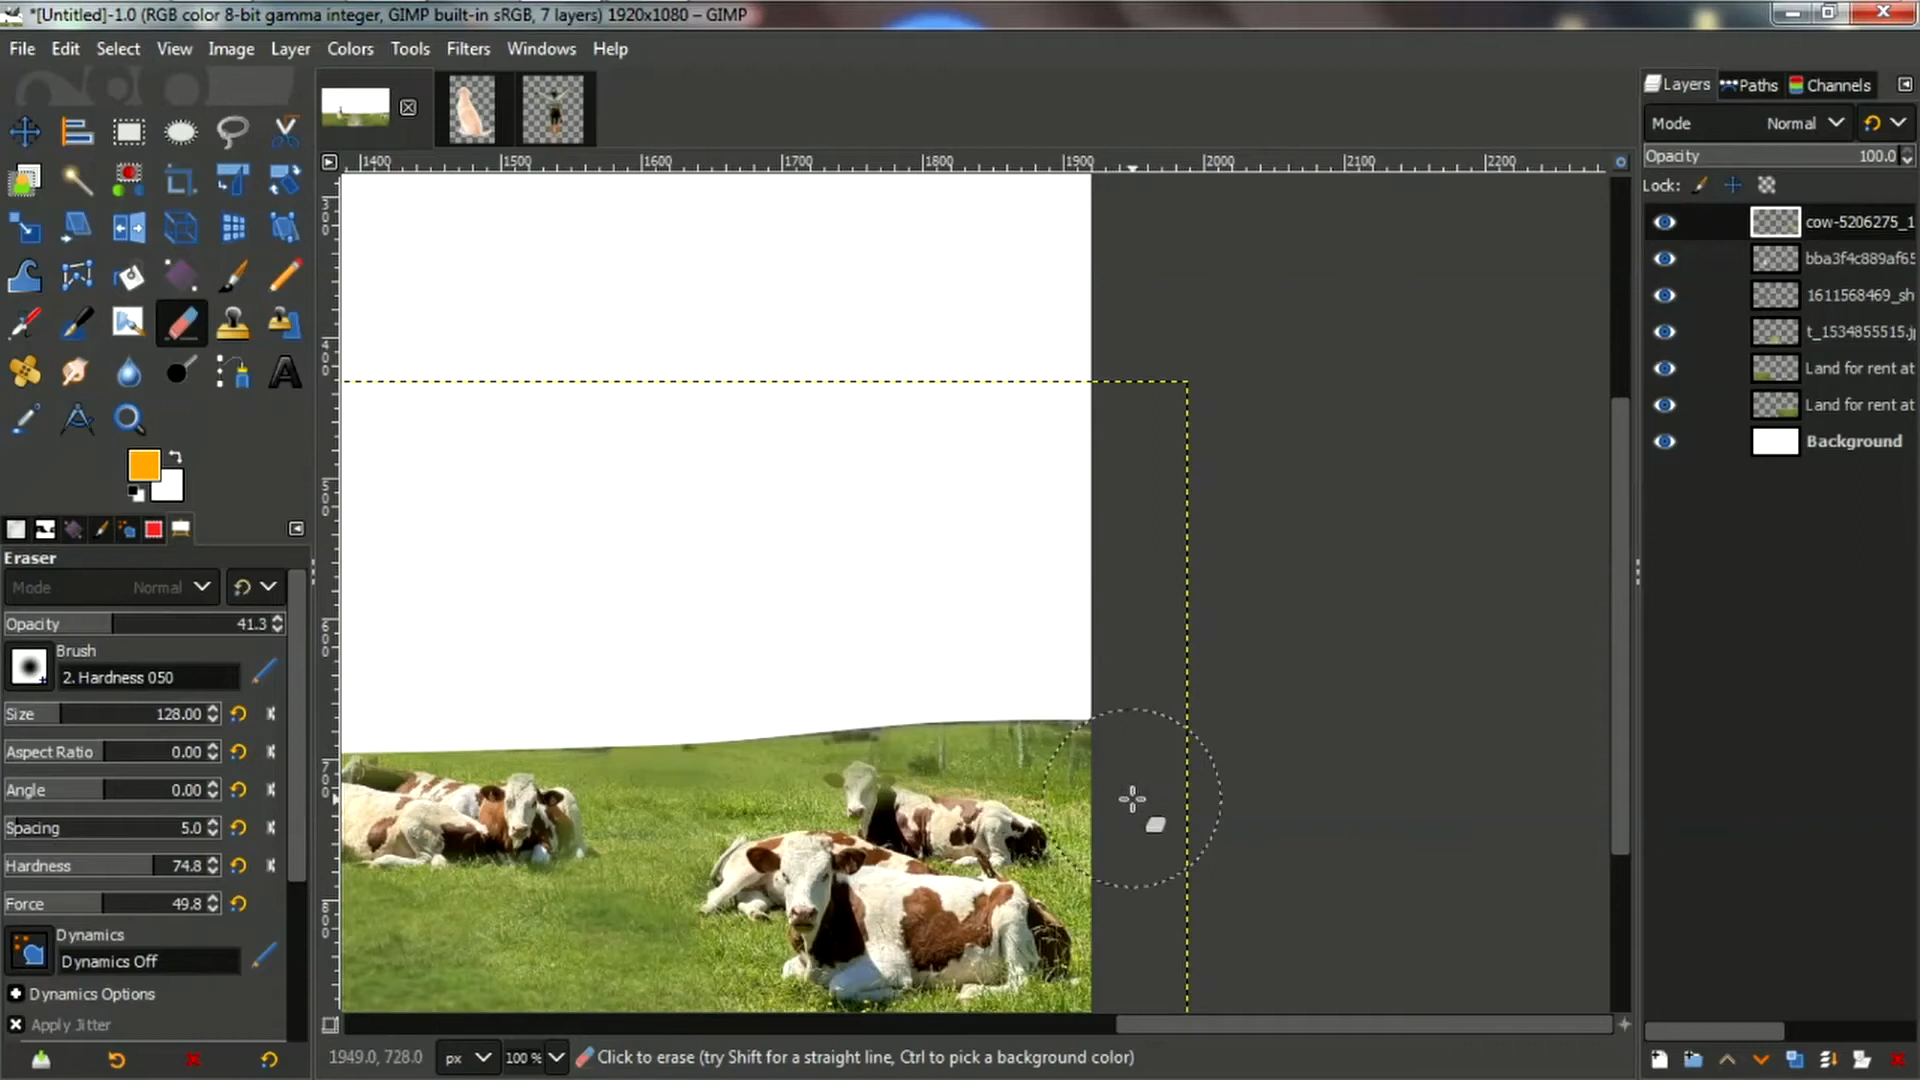 *[Untitled]-1.0 (RGB color 8-bit gamma integer, GIMP built-in sRGB, 7 layers) 1920x1080 – GIMP
File Edit Select View Image Layer Colors Tools Filters Windows Help
Layers Paths Channels
Mode Normal
Opacity 100.0
Lock:
1400 1500 1600 1700 1800 1900 2000 2100 2200
300
400
500
600
700
800
cow-5206275_1
bba3f4c889af65
1611568469_sh
t_1534855515.j
Land for rent at
Land for rent at
Background
Eraser
Mode Normal
Opacity 41.3
Brush
2. Hardness 050
Size 128.00
Aspect Ratio 0.00
Angle 0.00
Spacing 5.0
Hardness 74.8
Force 49.8
Dynamics
Dynamics Off
Dynamics Options
Apply Jitter
1949.0, 728.0 px 100 % Click to erase (try Shift for a straight line, Ctrl to pick a background color)